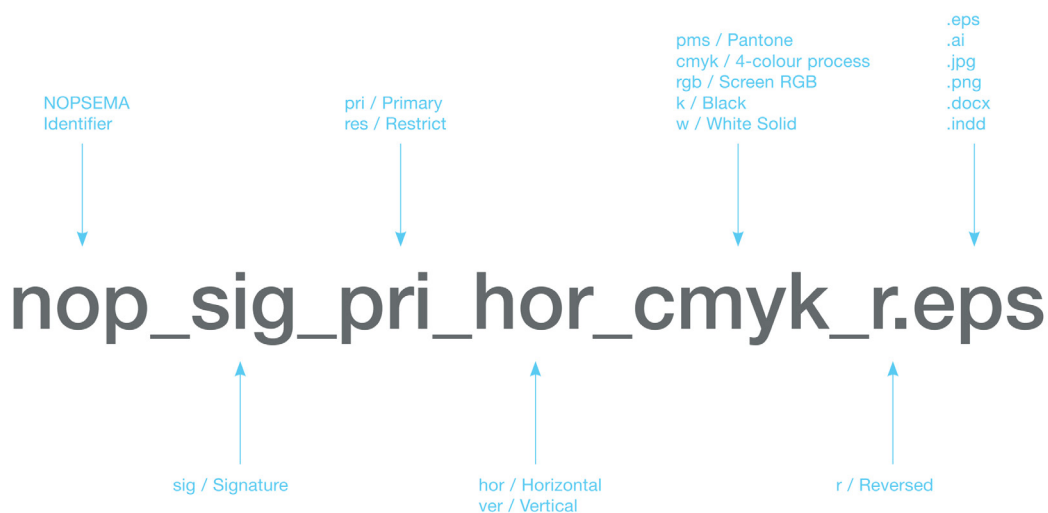 NOPSEMA
Identifier
pri / Primary
res / Restrict
pms / Pantone
cmyk / 4-colour process
rgb / Screen RGB
k / Black
w / White Solid
.eps
.ai
.jpg
.png
.docx
.indd
nop_sig_pri_hor_cmyk_r.eps
sig / Signature
hor / Horizontal
ver / Vertical
r / Reversed